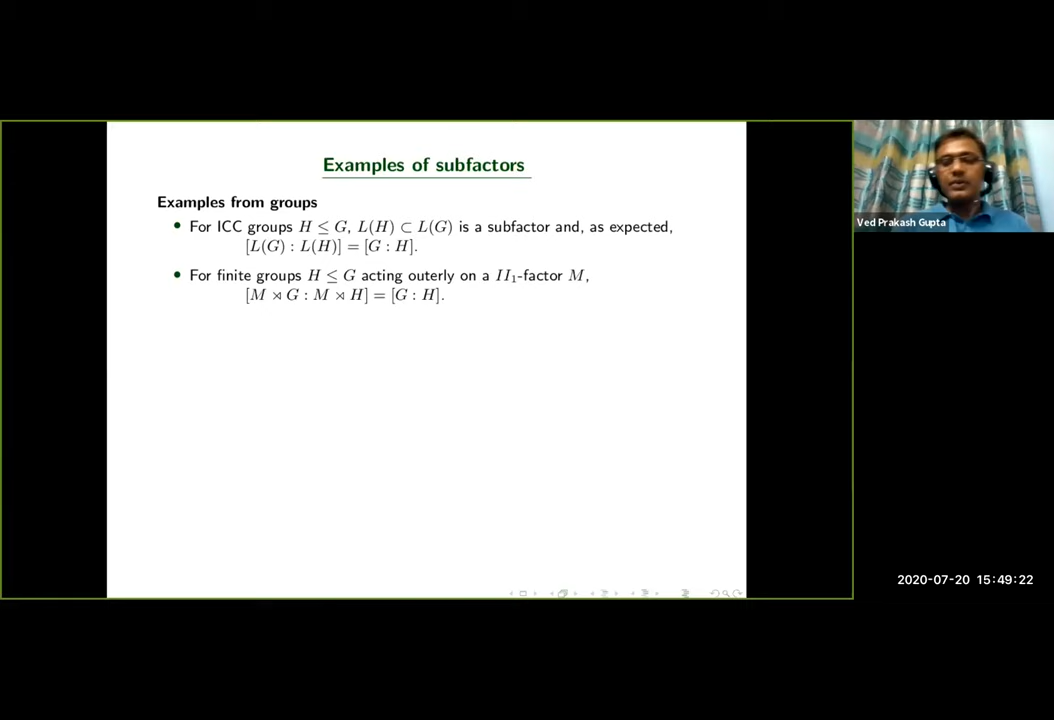 Examples of subfactors
Examples from groups
• For ICC groups H ≤ G, L(H) ⊂ L(G) is a subfactor and, as expected,
[L(G) : L(H)] = [G : H].
• For finite groups H ≤ G acting outerly on a II₁-factor M,
[M ⋊ G : M ⋊ H] = [G : H].
Ved Prakash Gupta
2020-07-20 15:49:22